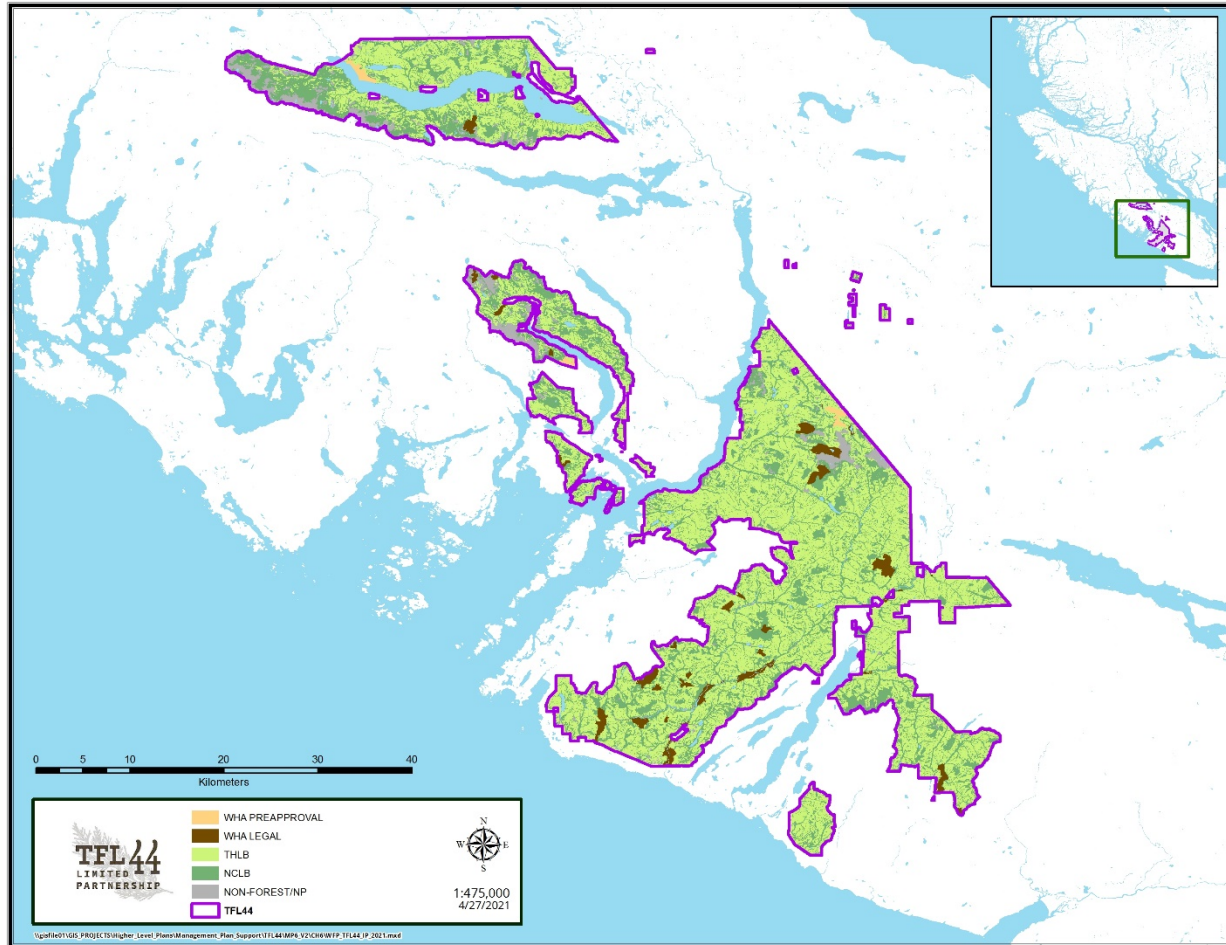 0 5 10 20 30 40
Kilometers
TFL44
LIMITED
PARTNERSHIP
WHA PREAPPROVAL
WHA LEGAL
THLB
NCLB
NON-FOREST/NP
TFL44
N
W E
S
1:475,000
4/27/2021
\\gisfile01\GIS_PROJECTS\Higher_Level_Plans\Management_Plan_Support\TFL44\MP6_V2\CH6\WFP_TFL44_IP_2021.mxd